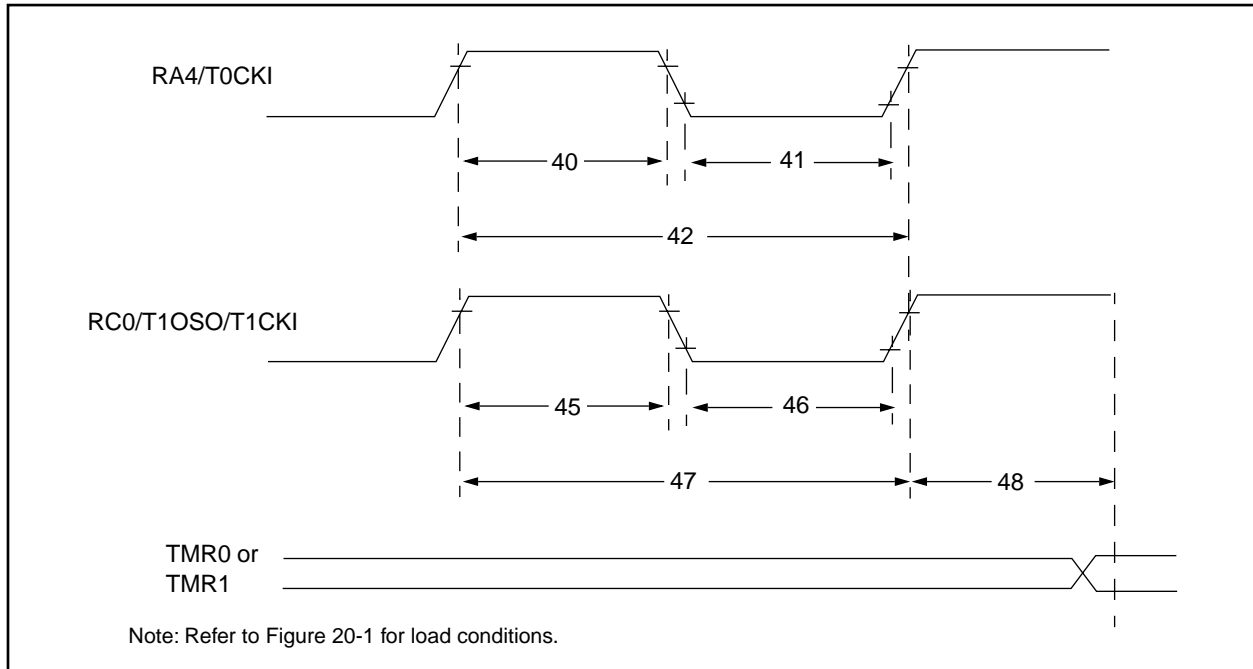 RA4/T0CKI
40
41
42
RC0/T1OSO/T1CKI
45
46
47
48
TMR0 or
TMR1
Note: Refer to Figure 20-1 for load conditions.